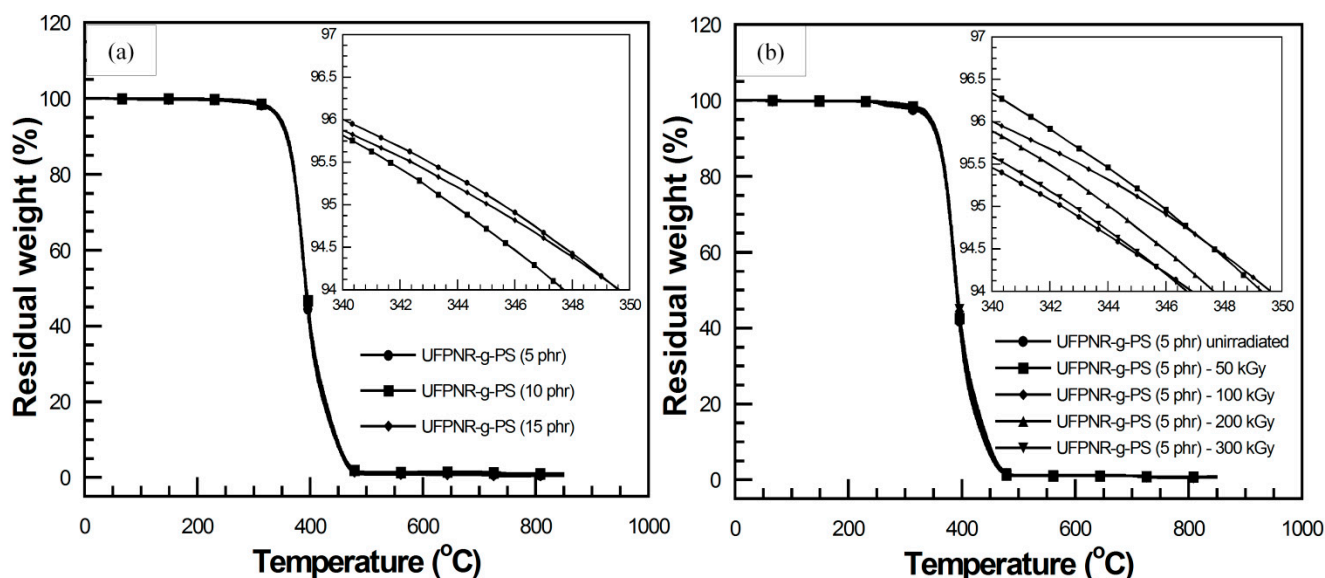 (a)
Residual weight (%)
120
100
80
60
40
20
0
0 200 400 600 800 1000
Temperature (°C)
97
96.5
96
95.5
95
94.5
94
340 342 344 346 348 350
UFPNR-g-PS (5 phr)
UFPNR-g-PS (10 phr)
UFPNR-g-PS (15 phr)
(b)
Residual weight (%)
120
100
80
60
40
20
0
0 200 400 600 800 1000
Temperature (°C)
97
96.5
96
95.5
95
94.5
94
340 342 344 346 348 350
UFPNR-g-PS (5 phr) unirradiated
UFPNR-g-PS (5 phr) - 50 kGy
UFPNR-g-PS (5 phr) - 100 kGy
UFPNR-g-PS (5 phr) - 200 kGy
UFPNR-g-PS (5 phr) - 300 kGy